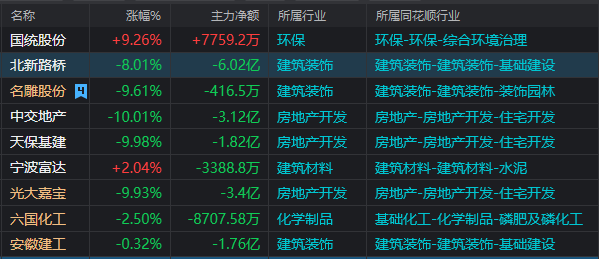 名称 涨幅% 主力净额 所属行业 所属同花顺行业
国统股份 +9.26% +7759.2万 环保 环保-环保-综合环境治理
北新路桥 -8.01% -6.02亿 建筑装饰 建筑装饰-建筑装饰-基础建设
名雕股份 4 -9.61% -416.5万 建筑装饰 建筑装饰-建筑装饰-装饰园林
中交地产 -10.01% -3.12亿 房地产开发 房地产-房地产开发-住宅开发
天保基建 -9.98% -1.82亿 房地产开发 房地产-房地产开发-住宅开发
宁波富达 +2.04% -3388.8万 建筑材料 建筑材料-建筑材料-水泥
光大嘉宝 -9.93% -3.4亿 房地产开发 房地产-房地产开发-住宅开发
六国化工 -2.50% -8707.58万 化学制品 基础化工-化学制品-磷肥及磷化工
安徽建工 -0.32% -1.76亿 建筑装饰 建筑装饰-建筑装饰-基础建设